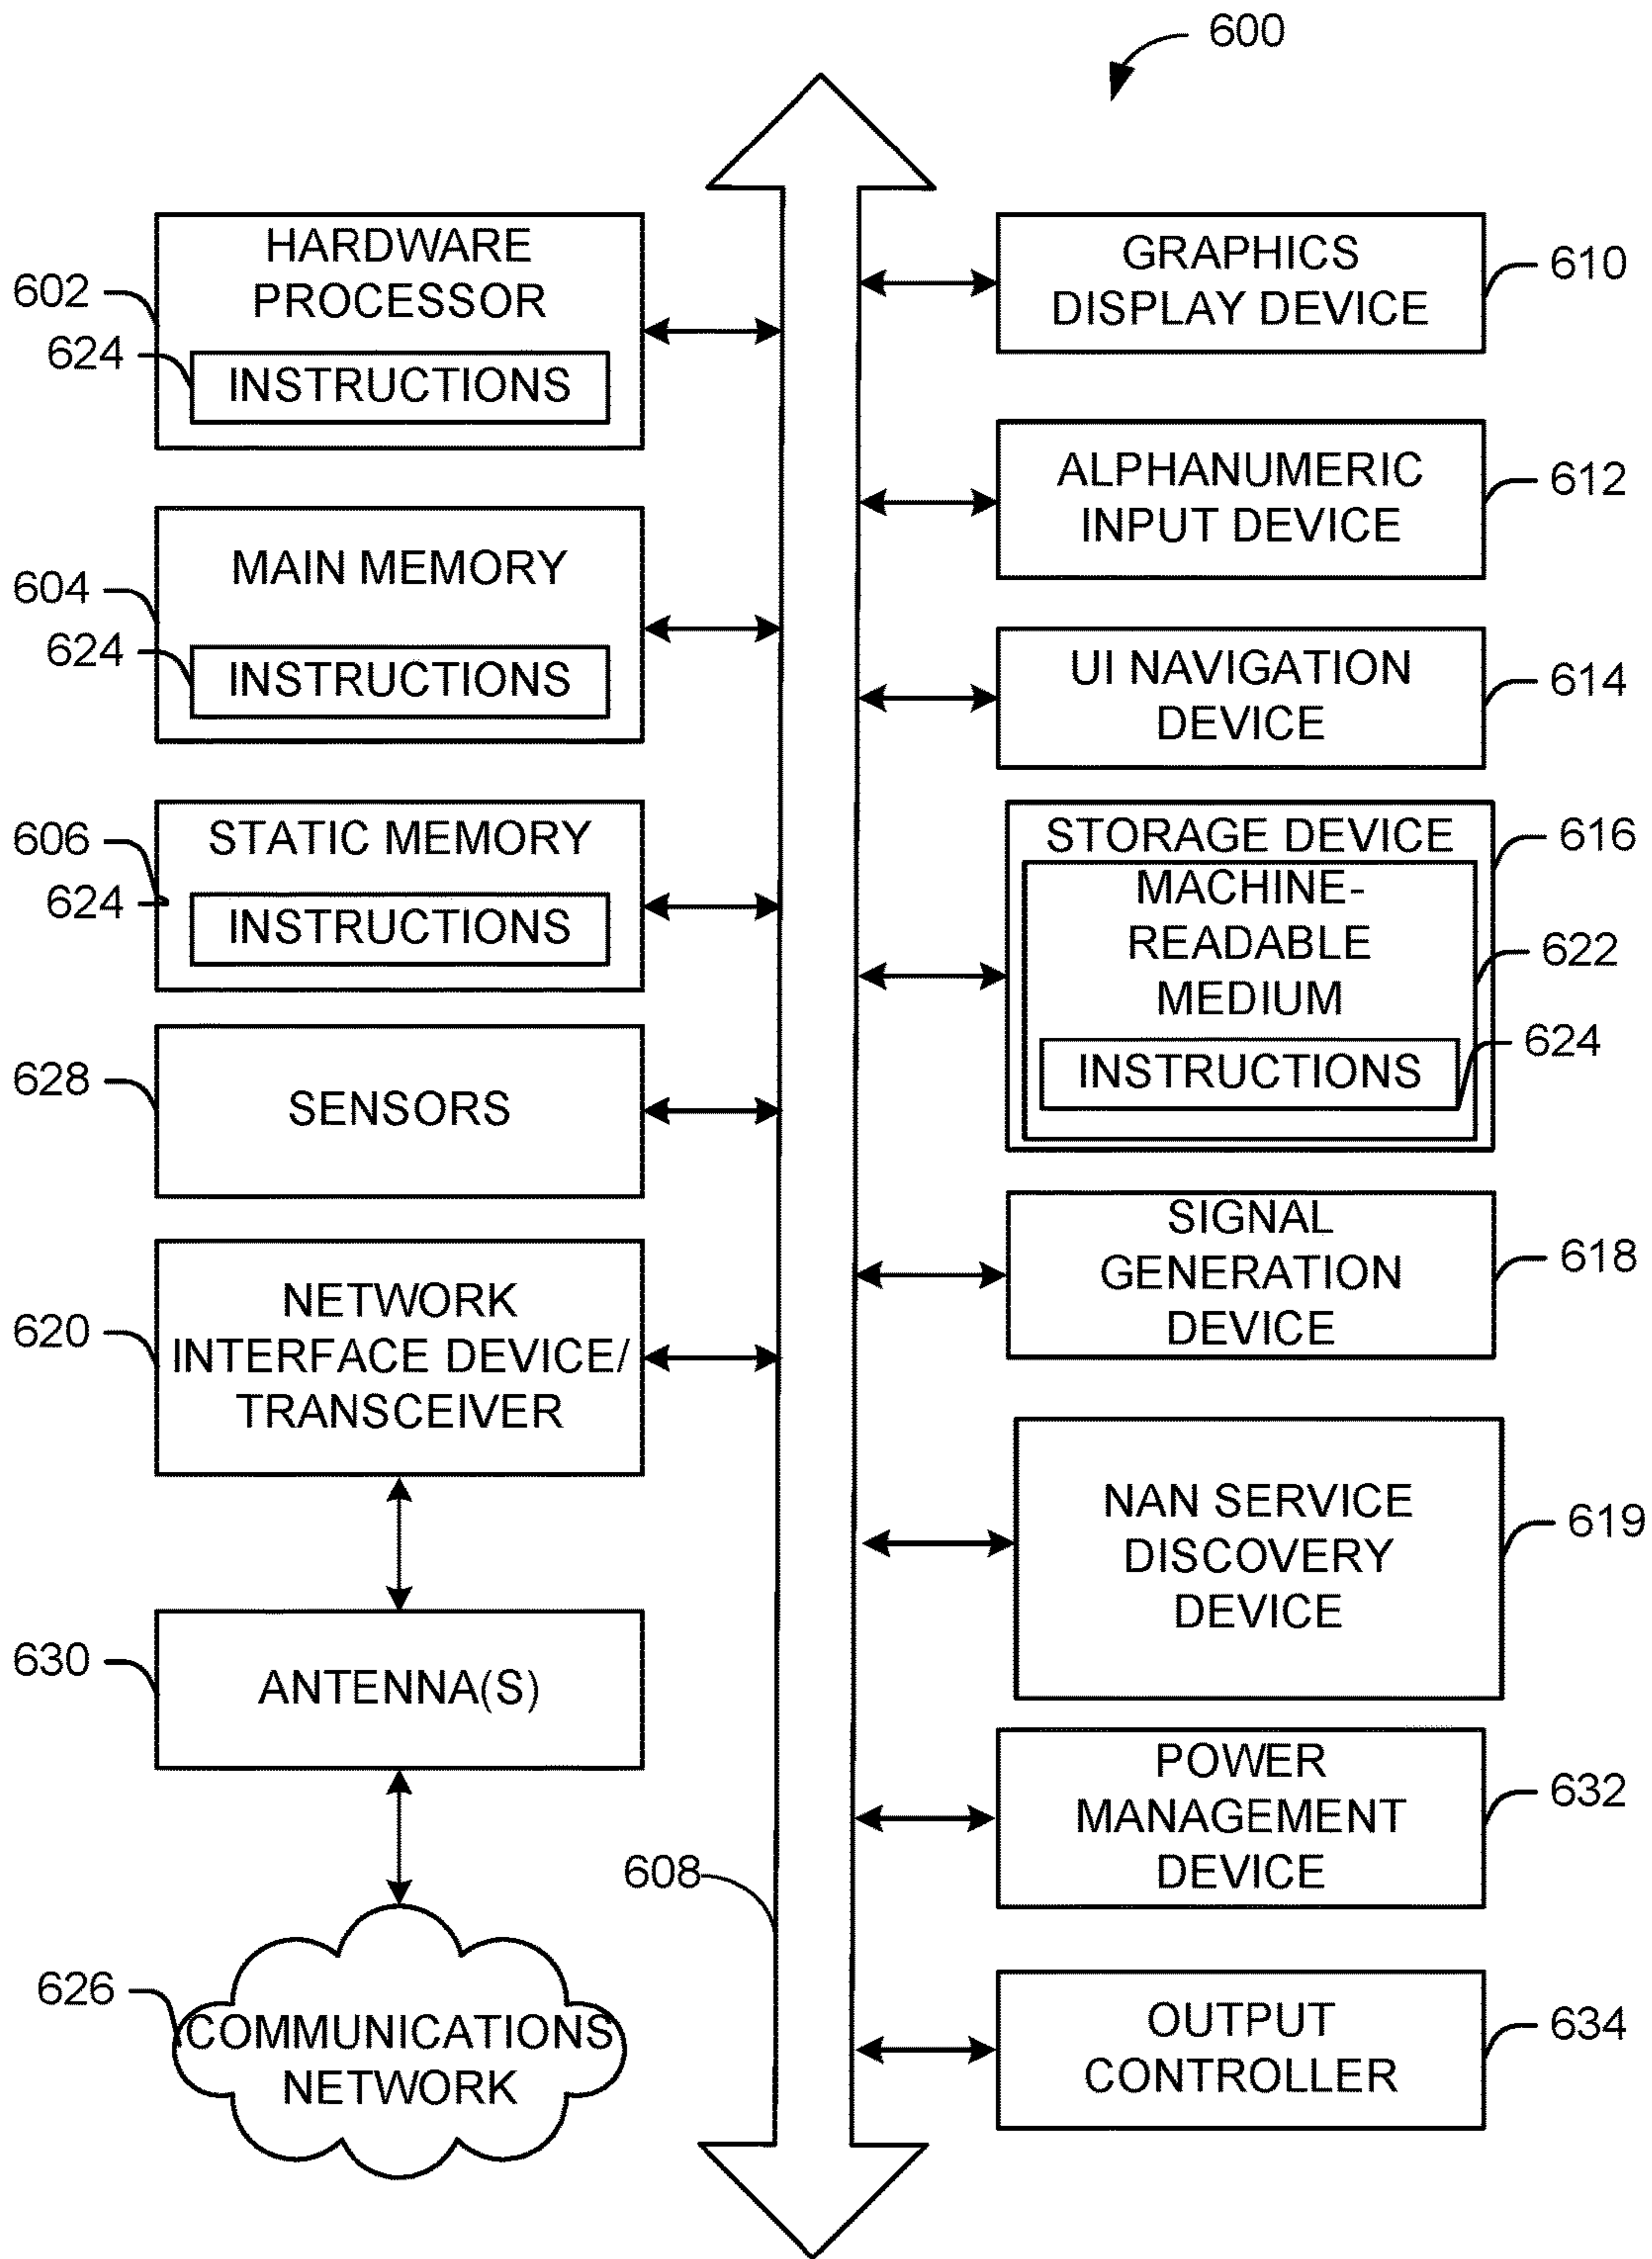 600
HARDWARE
PROCESSOR
602
624
INSTRUCTIONS
MAIN MEMORY
604
624
INSTRUCTIONS
STATIC MEMORY
606
624
INSTRUCTIONS
628
SENSORS
NETWORK
INTERFACE DEVICE/
TRANSCEIVER
620
630
ANTENNA(S)
608
626
COMMUNICATIONS
NETWORK
GRAPHICS
DISPLAY DEVICE
610
ALPHANUMERIC
INPUT DEVICE
612
UI NAVIGATION
DEVICE
614
STORAGE DEVICE
616
MACHINE-
READABLE
MEDIUM
622
624
INSTRUCTIONS
SIGNAL
GENERATION
DEVICE
618
NAN SERVICE
DISCOVERY
DEVICE
619
POWER
MANAGEMENT
DEVICE
632
OUTPUT
CONTROLLER
634